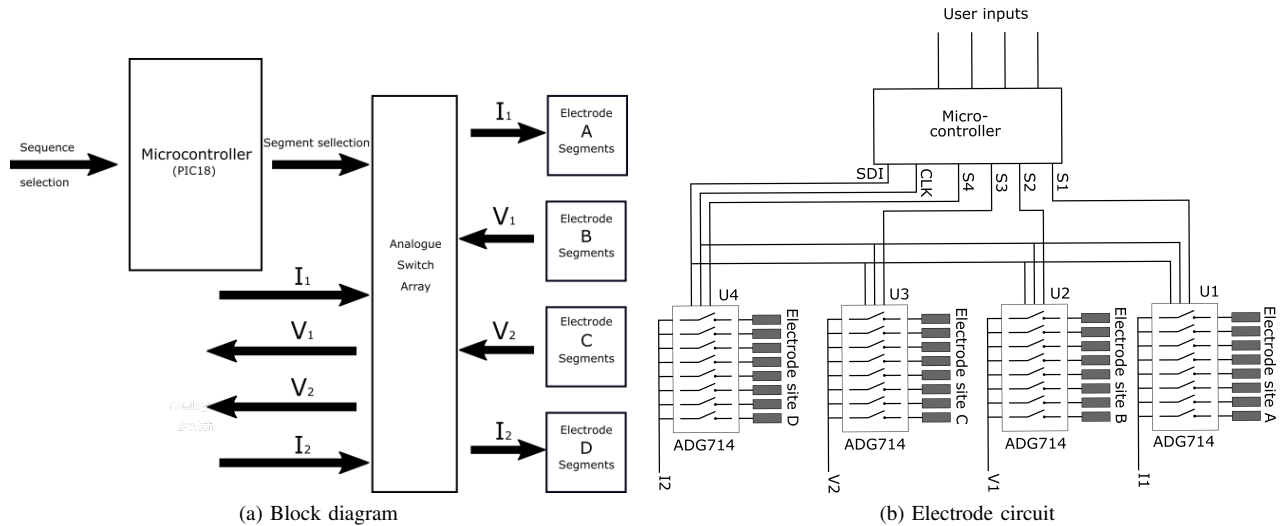 Sequence
selection
Microcontroller
(PIC18)
Segment sellection
Analogue
Switch
Array
I1
V1
V2
I2
I1
Electrode
A
Segments
V1
Electrode
B
Segments
V2
Electrode
C
Segments
I2
Electrode
D
Segments
Analog
Switch
(a) Block diagram
User inputs
Micro-
controller
SDI
CLK
S4
S3
S2
S1
U4
U3
U2
U1
Electrode site D
Electrode site C
Electrode site B
Electrode site A
ADG714
ADG714
ADG714
ADG714
I2
V2
V1
I1
(b) Electrode circuit